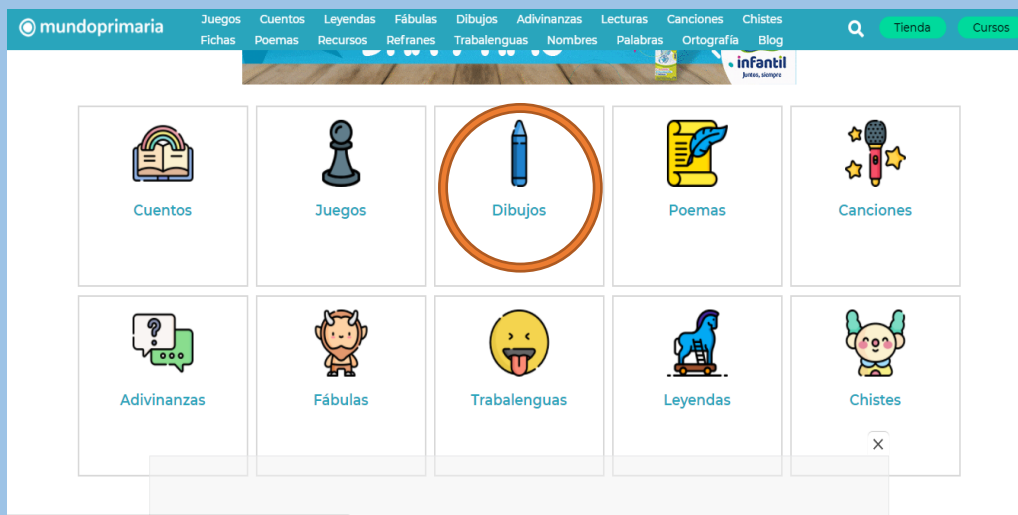 mundoprimaria
Juegos Cuentos Leyendas Fábulas Dibujos Adivinanzas Lecturas Canciones Chistes
Fichas Poemas Recursos Refranes Trabalenguas Nombres Palabras Ortografía Blog
Tienda
Cursos
infantil
Juntos, siempre
Cuentos
Juegos
Dibujos
Poemas
Canciones
Adivinanzas
Fábulas
Trabalenguas
Leyendas
Chistes